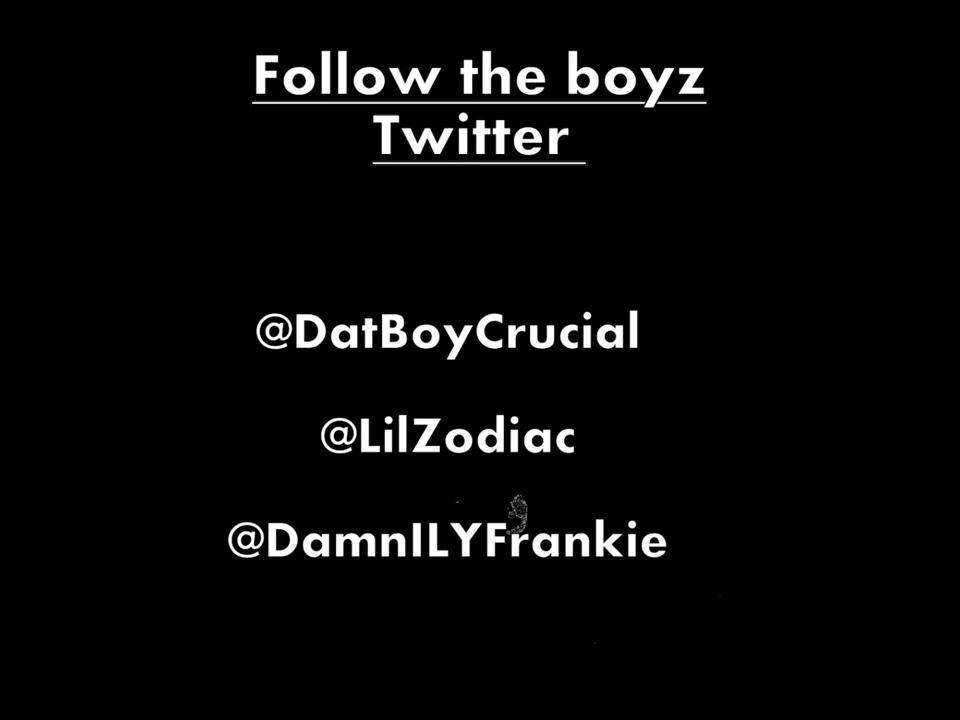 Follow the boyz
Twitter
@DatBoyCrucial
@LilZodiac
@DamnILYFrankie